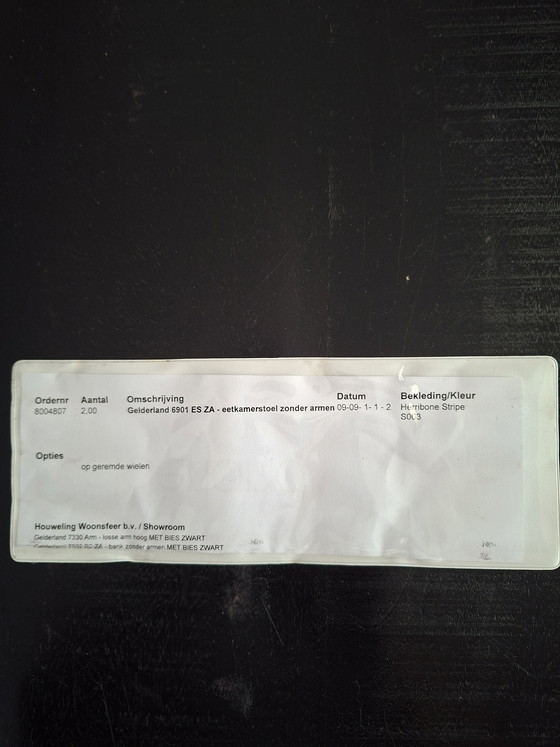 Ordernr Aantal Omschrijving Datum Bekleding/Kleur
8004807 2,00 Gelderland 6901 ES ZA - eetkamerstoel zonder armen 09-09- 1- 1 - 2 Herribone Stripe
S003
Opties
op geremde wielen
Houweling Woonsfeer b.v. / Showroom
Gelderland 7330 Arm - losse arm hoog MET BIES ZWART
Gelderland ZA - bank zonder armen MET BIES ZWART